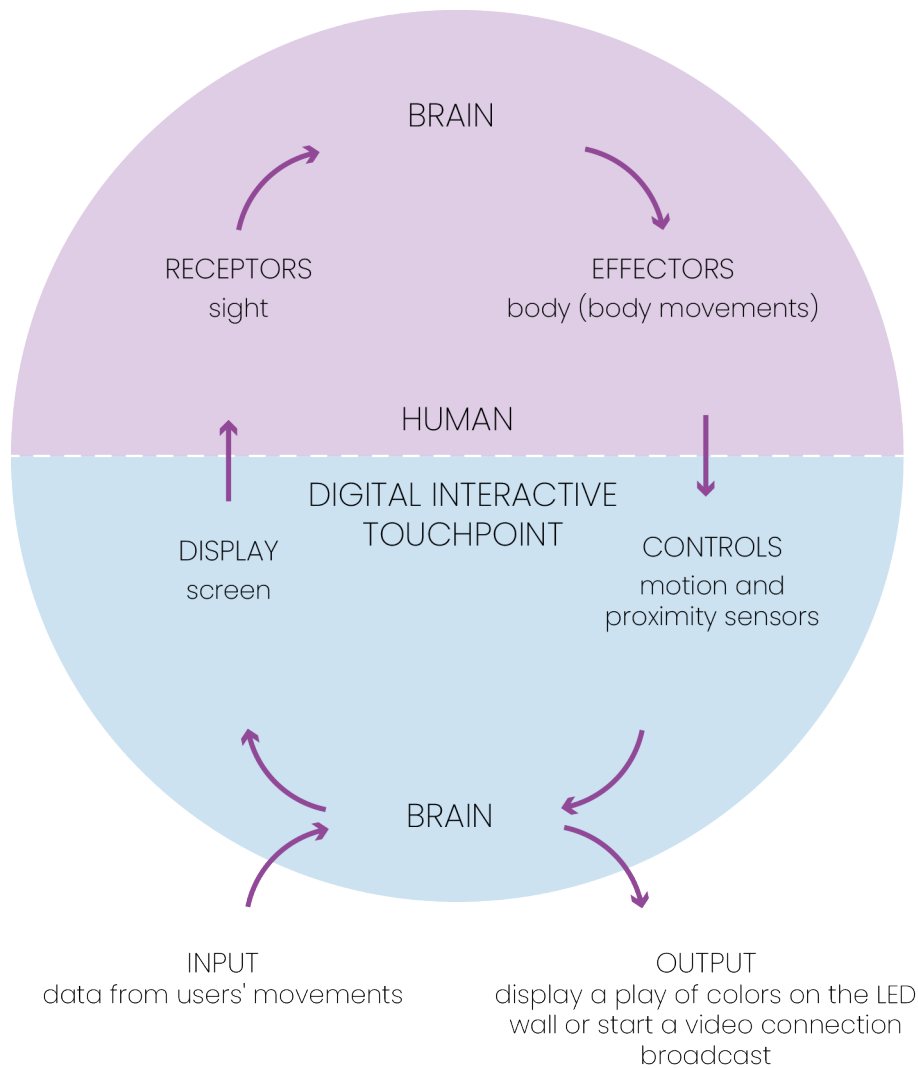 BRAIN
RECEPTORS
sight
EFFECTORS
body (body movements)
HUMAN
DIGITAL INTERACTIVE
TOUCHPOINT
DISPLAY
screen
CONTROLS
motion and
proximity sensors
BRAIN
INPUT
data from users' movements
OUTPUT
display a play of colors on the LED
wall or start a video connection
broadcast